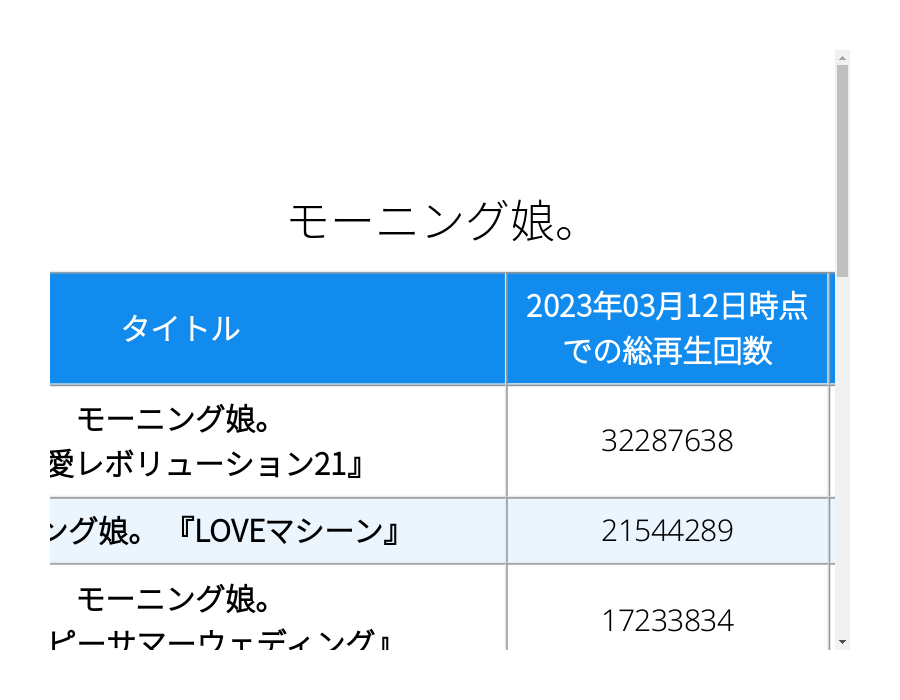 モーニング娘。
タイトル
2023年03月12日時点
での総再生回数
モーニング娘。
愛レボリューション21』
32287638
ング娘。 『LOVEマシーン』
21544289
モーニング娘。
ピーサマーウェディング』
17233834